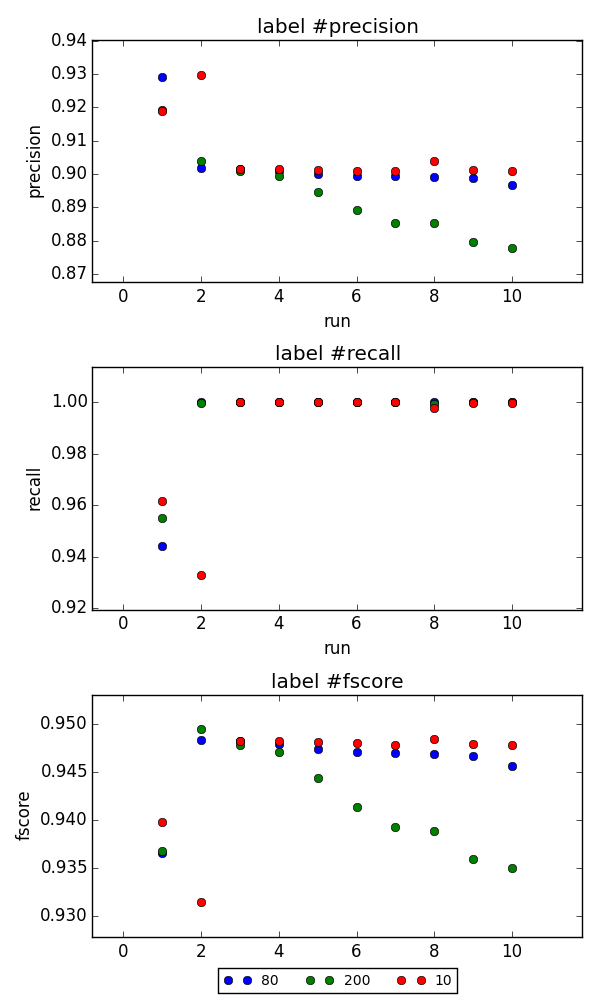 label #precision
0.94
0.93
0.92
0.91
0.90
0.89
0.88
0.87
precision
0 2 4 6 8 10
run
label #recall
1.00
0.98
0.96
0.94
0.92
recall
0 2 4 6 8 10
run
label #fscore
0.950
0.945
0.940
0.935
0.930
fscore
0 2 4 6 8 10
80 200 10